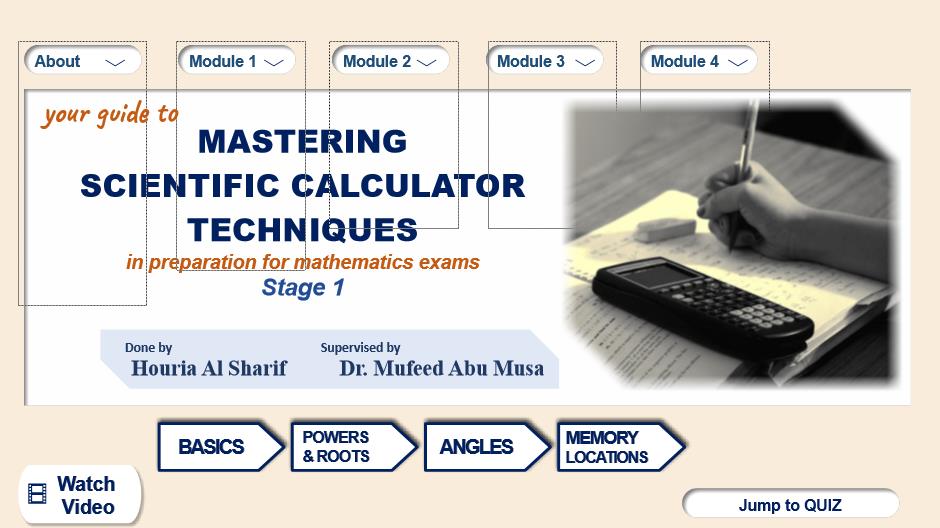 About
Module 1
Module 2
Module 3
Module 4
your guide to
MASTERING
SCIENTIFIC CALCULATOR
TECHNIQUES
in preparation for mathematics exams
Stage 1
Done by
Supervised by
Houria Al Sharif
Dr. Mufeed Abu Musa
BASICS
POWERS
& ROOTS
ANGLES
MEMORY
LOCATIONS
Watch
Video
Jump to QUIZ